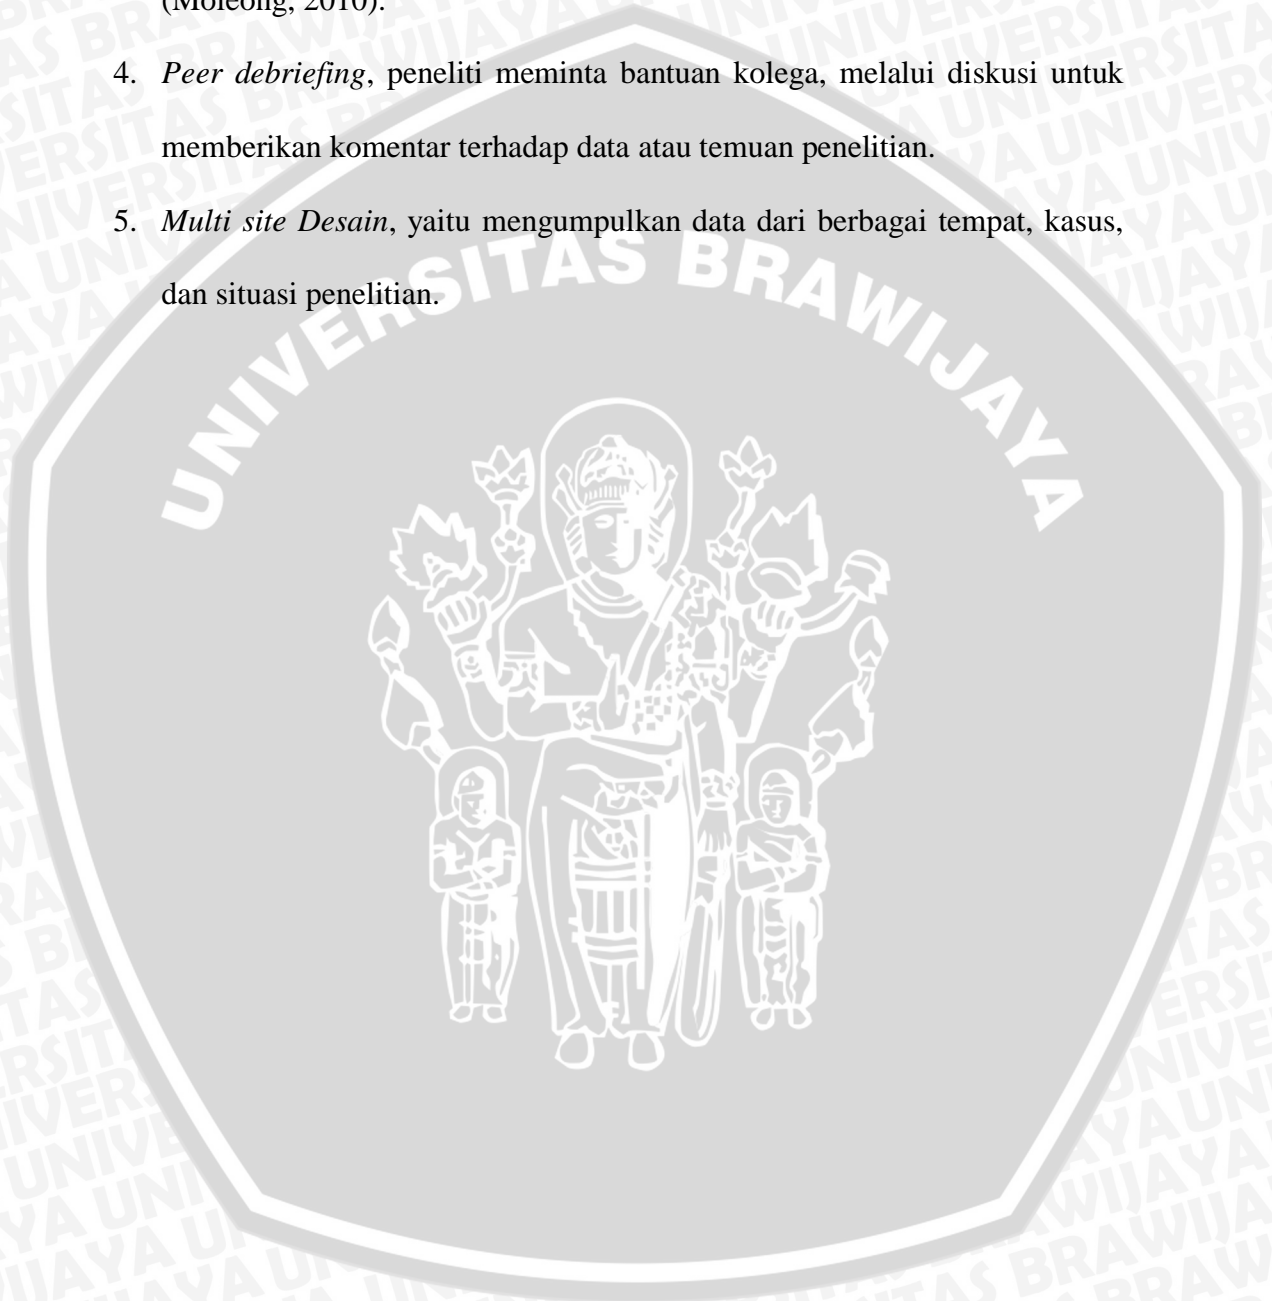 (Moleong, 2010).
4. Peer debriefing, peneliti meminta bantuan kolega, melalui diskusi untuk
memberikan komentar terhadap data atau temuan penelitian.
5. Multi site Desain, yaitu mengumpulkan data dari berbagai tempat, kasus,
dan situasi penelitian.
UNIVERSITAS BRAWIJAYA